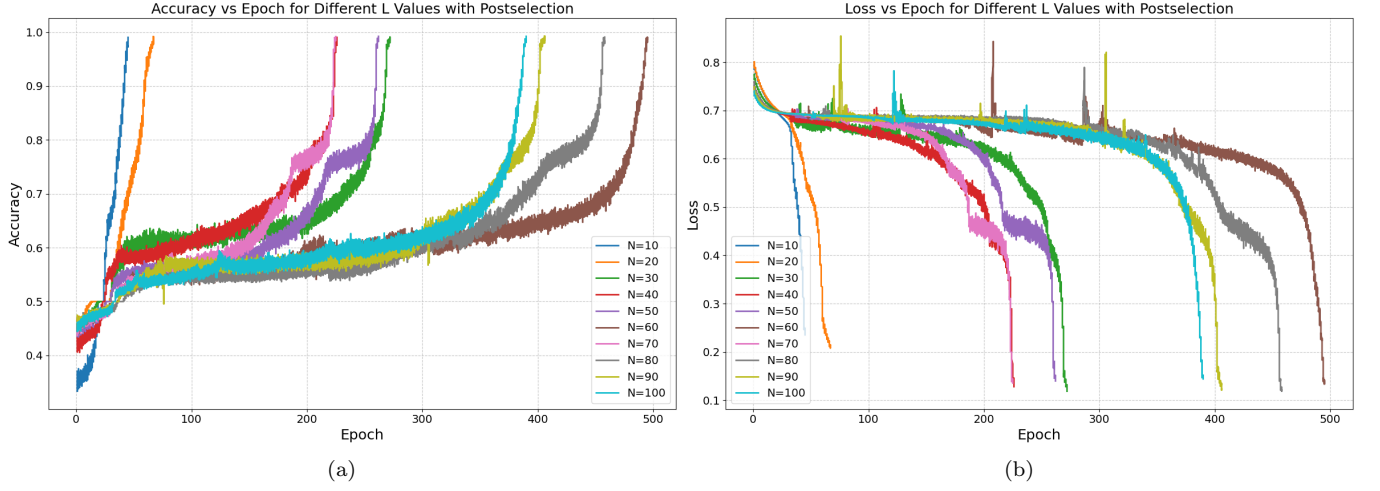 Accuracy vs Epoch for Different L Values with Postselection
1.0
0.9
0.8
0.7
0.6
0.5
0.4
Accuracy
0 100 200 300 400 500
Epoch
N=10
N=20
N=30
N=40
N=50
N=60
N=70
N=80
N=90
N=100
(a)
Loss vs Epoch for Different L Values with Postselection
0.8
0.7
0.6
0.5
0.4
0.3
0.2
0.1
Loss
0 100 200 300 400 500
Epoch
N=10
N=20
N=30
N=40
N=50
N=60
N=70
N=80
N=90
N=100
(b)